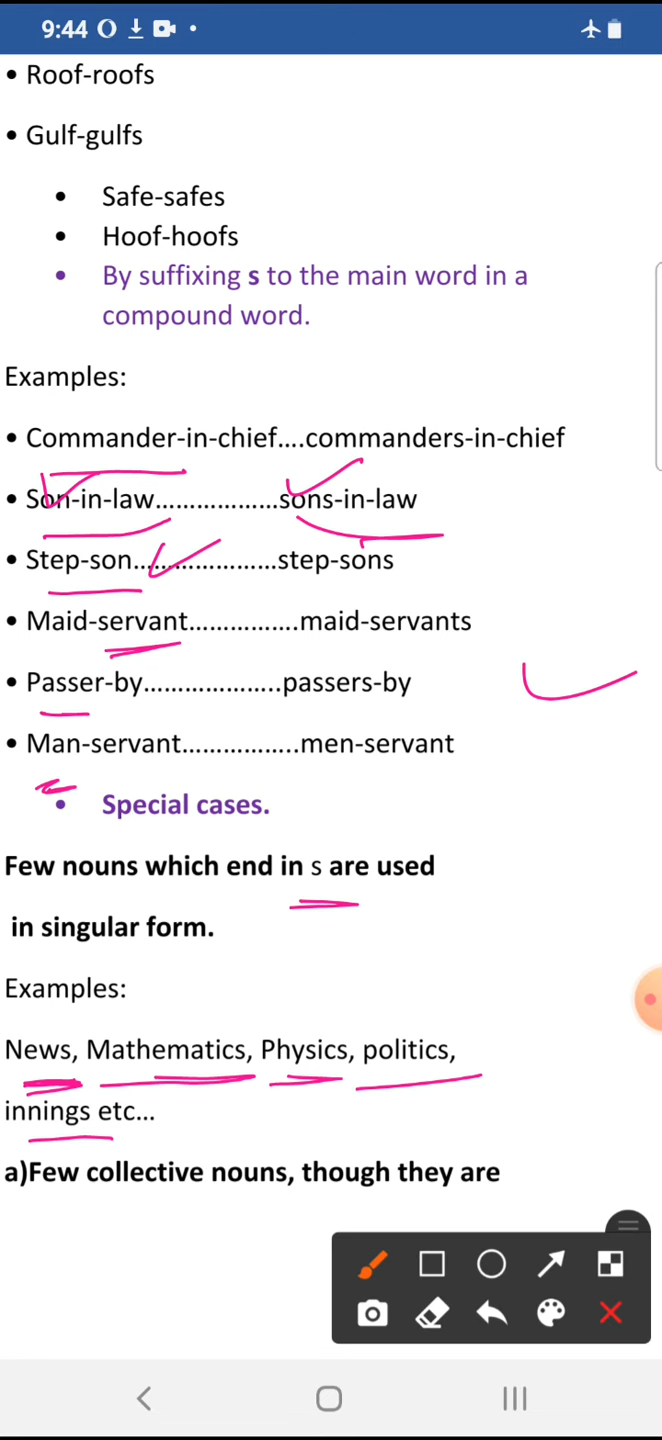 9:44
• Roof-roofs
• Gulf-gulfs
• Safe-safes
• Hoof-hoofs
• By suffixing s to the main word in a
compound word.
Examples:
• Commander-in-chief....commanders-in-chief
• Son-in-law..................sons-in-law
• Step-son.....................step-sons
• Maid-servant................maid-servants
• Passer-by....................passers-by
• Man-servant.................men-servant
• Special cases.
Few nouns which end in s are used
in singular form.
Examples:
News, Mathematics, Physics, politics,
innings etc...
a)Few collective nouns, though they are